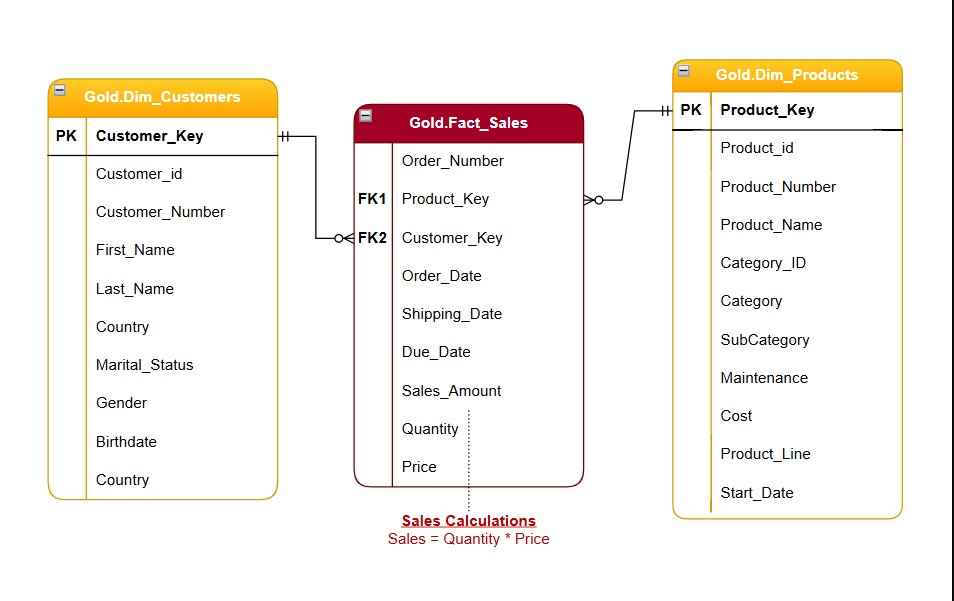 Gold.Dim_Customers
PK Customer_Key
Customer_id
Customer_Number
First_Name
Last_Name
Country
Marital_Status
Gender
Birthdate
Country
Gold.Fact_Sales
Order_Number
FK1 Product_Key
FK2 Customer_Key
Order_Date
Shipping_Date
Due_Date
Sales_Amount
Quantity
Price
Sales Calculations
Sales = Quantity * Price
Gold.Dim_Products
PK Product_Key
Product_id
Product_Number
Product_Name
Category_ID
Category
SubCategory
Maintenance
Cost
Product_Line
Start_Date